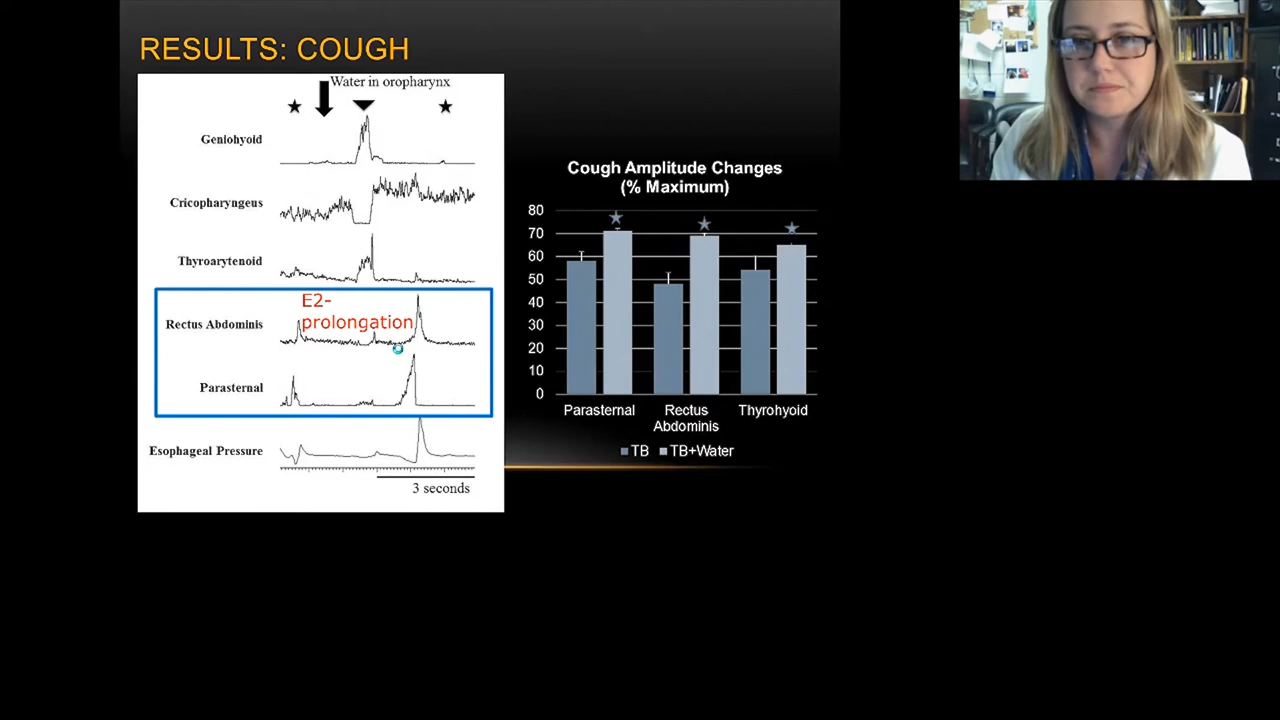 RESULTS: COUGH
Water in oropharynx
Geniohyoid
Cricopharyngeus
Thyroarytenoid
Rectus Abdominis
E2-
prolongation
Parasternal
Esophageal Pressure
3 seconds
Cough Amplitude Changes
(% Maximum)
80
70
60
50
40
30
20
10
0
Parasternal
Rectus
Abdominis
Thyrohyoid
TB
TB+Water